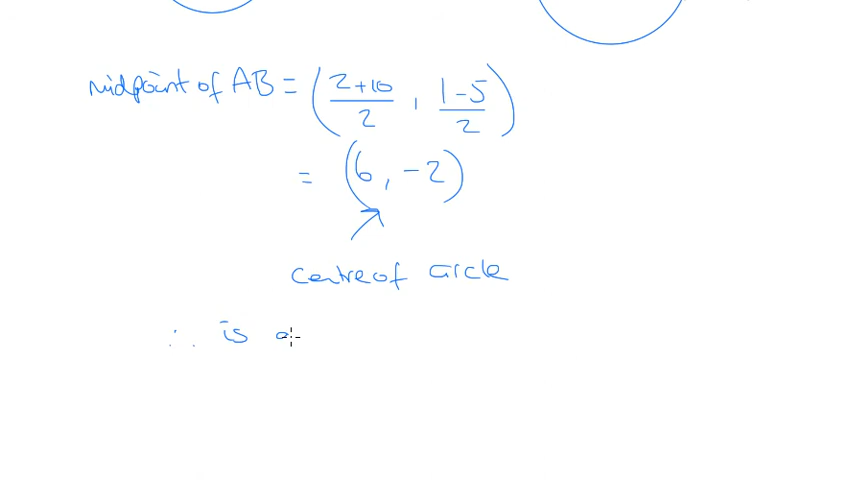 midpoint of AB = (2+10/2, 1-5/2)
= (6, -2)
centre of circle
∴ is a